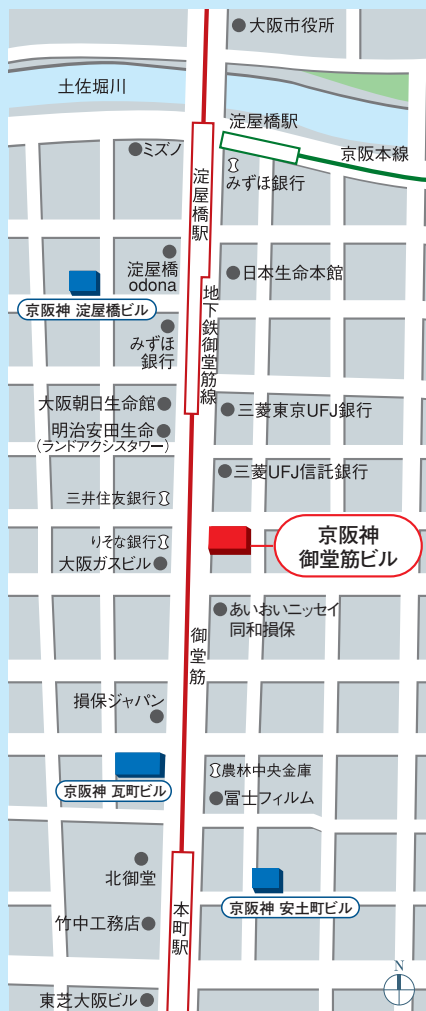 大阪市役所
土佐堀川
淀屋橋駅
京阪本線
ミズノ
みずほ銀行
淀屋橋駅
淀屋橋
odona
日本生命本館
京阪神 淀屋橋ビル
地下鉄御堂筋線
みずほ
銀行
大阪朝日生命館
三菱東京UFJ銀行
明治安田生命
(ランドアクシスタワー)
三菱UFJ信託銀行
三井住友銀行
京阪神
御堂筋ビル
りそな銀行
大阪ガスビル
あいおいニッセイ
同和損保
御堂筋
損保ジャパン
農林中央金庫
京阪神 瓦町ビル
冨士フィルム
北御堂
京阪神 安土町ビル
本町駅
竹中工務店
N
東芝大阪ビル